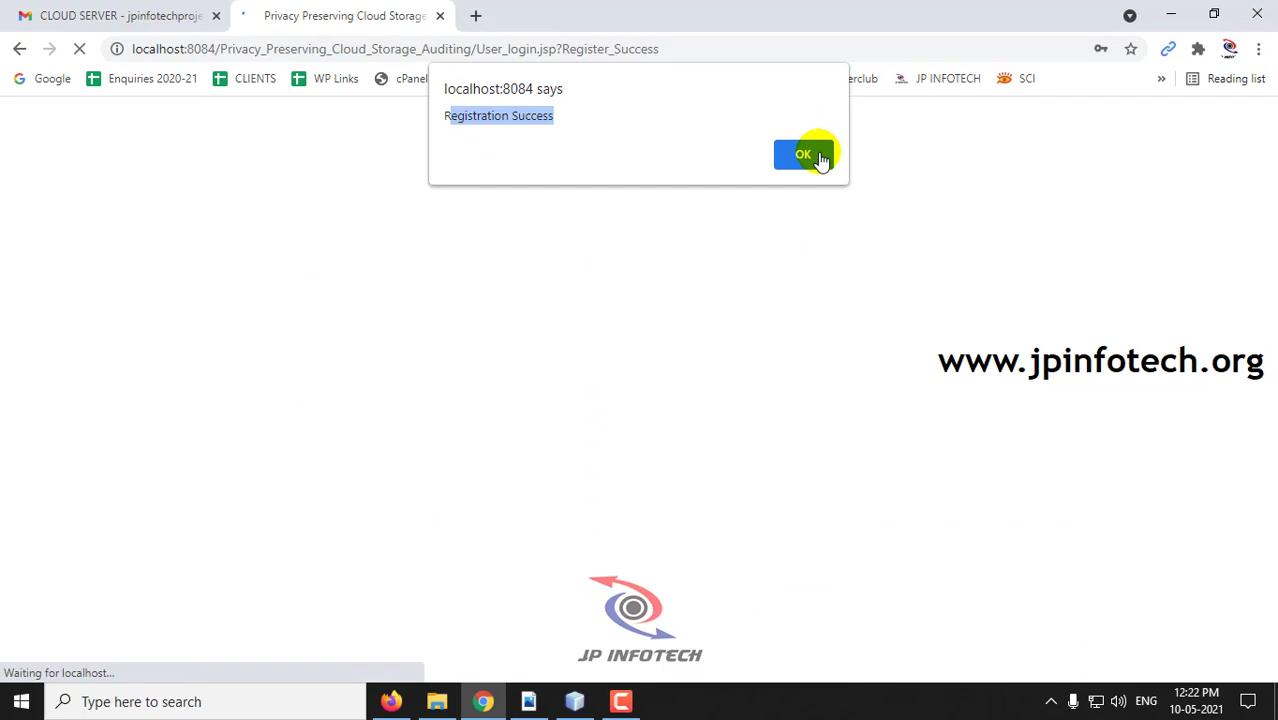 CLOUD SERVER - jpinfotechproje
Privacy Preserving Cloud Storage
localhost:8084/Privacy_Preserving_Cloud_Storage_Auditing/User_login.jsp?Register_Success
Google
Enquiries 2020-21
CLIENTS
WP Links
cPanel
erclub
JP INFOTECH
SCI
»
Reading list
localhost:8084 says
Registration Success
OK
www.jpinfotech.org
JP INFOTECH
Waiting for localhost...
Type here to search
ENG
12:22 PM
10-05-2021